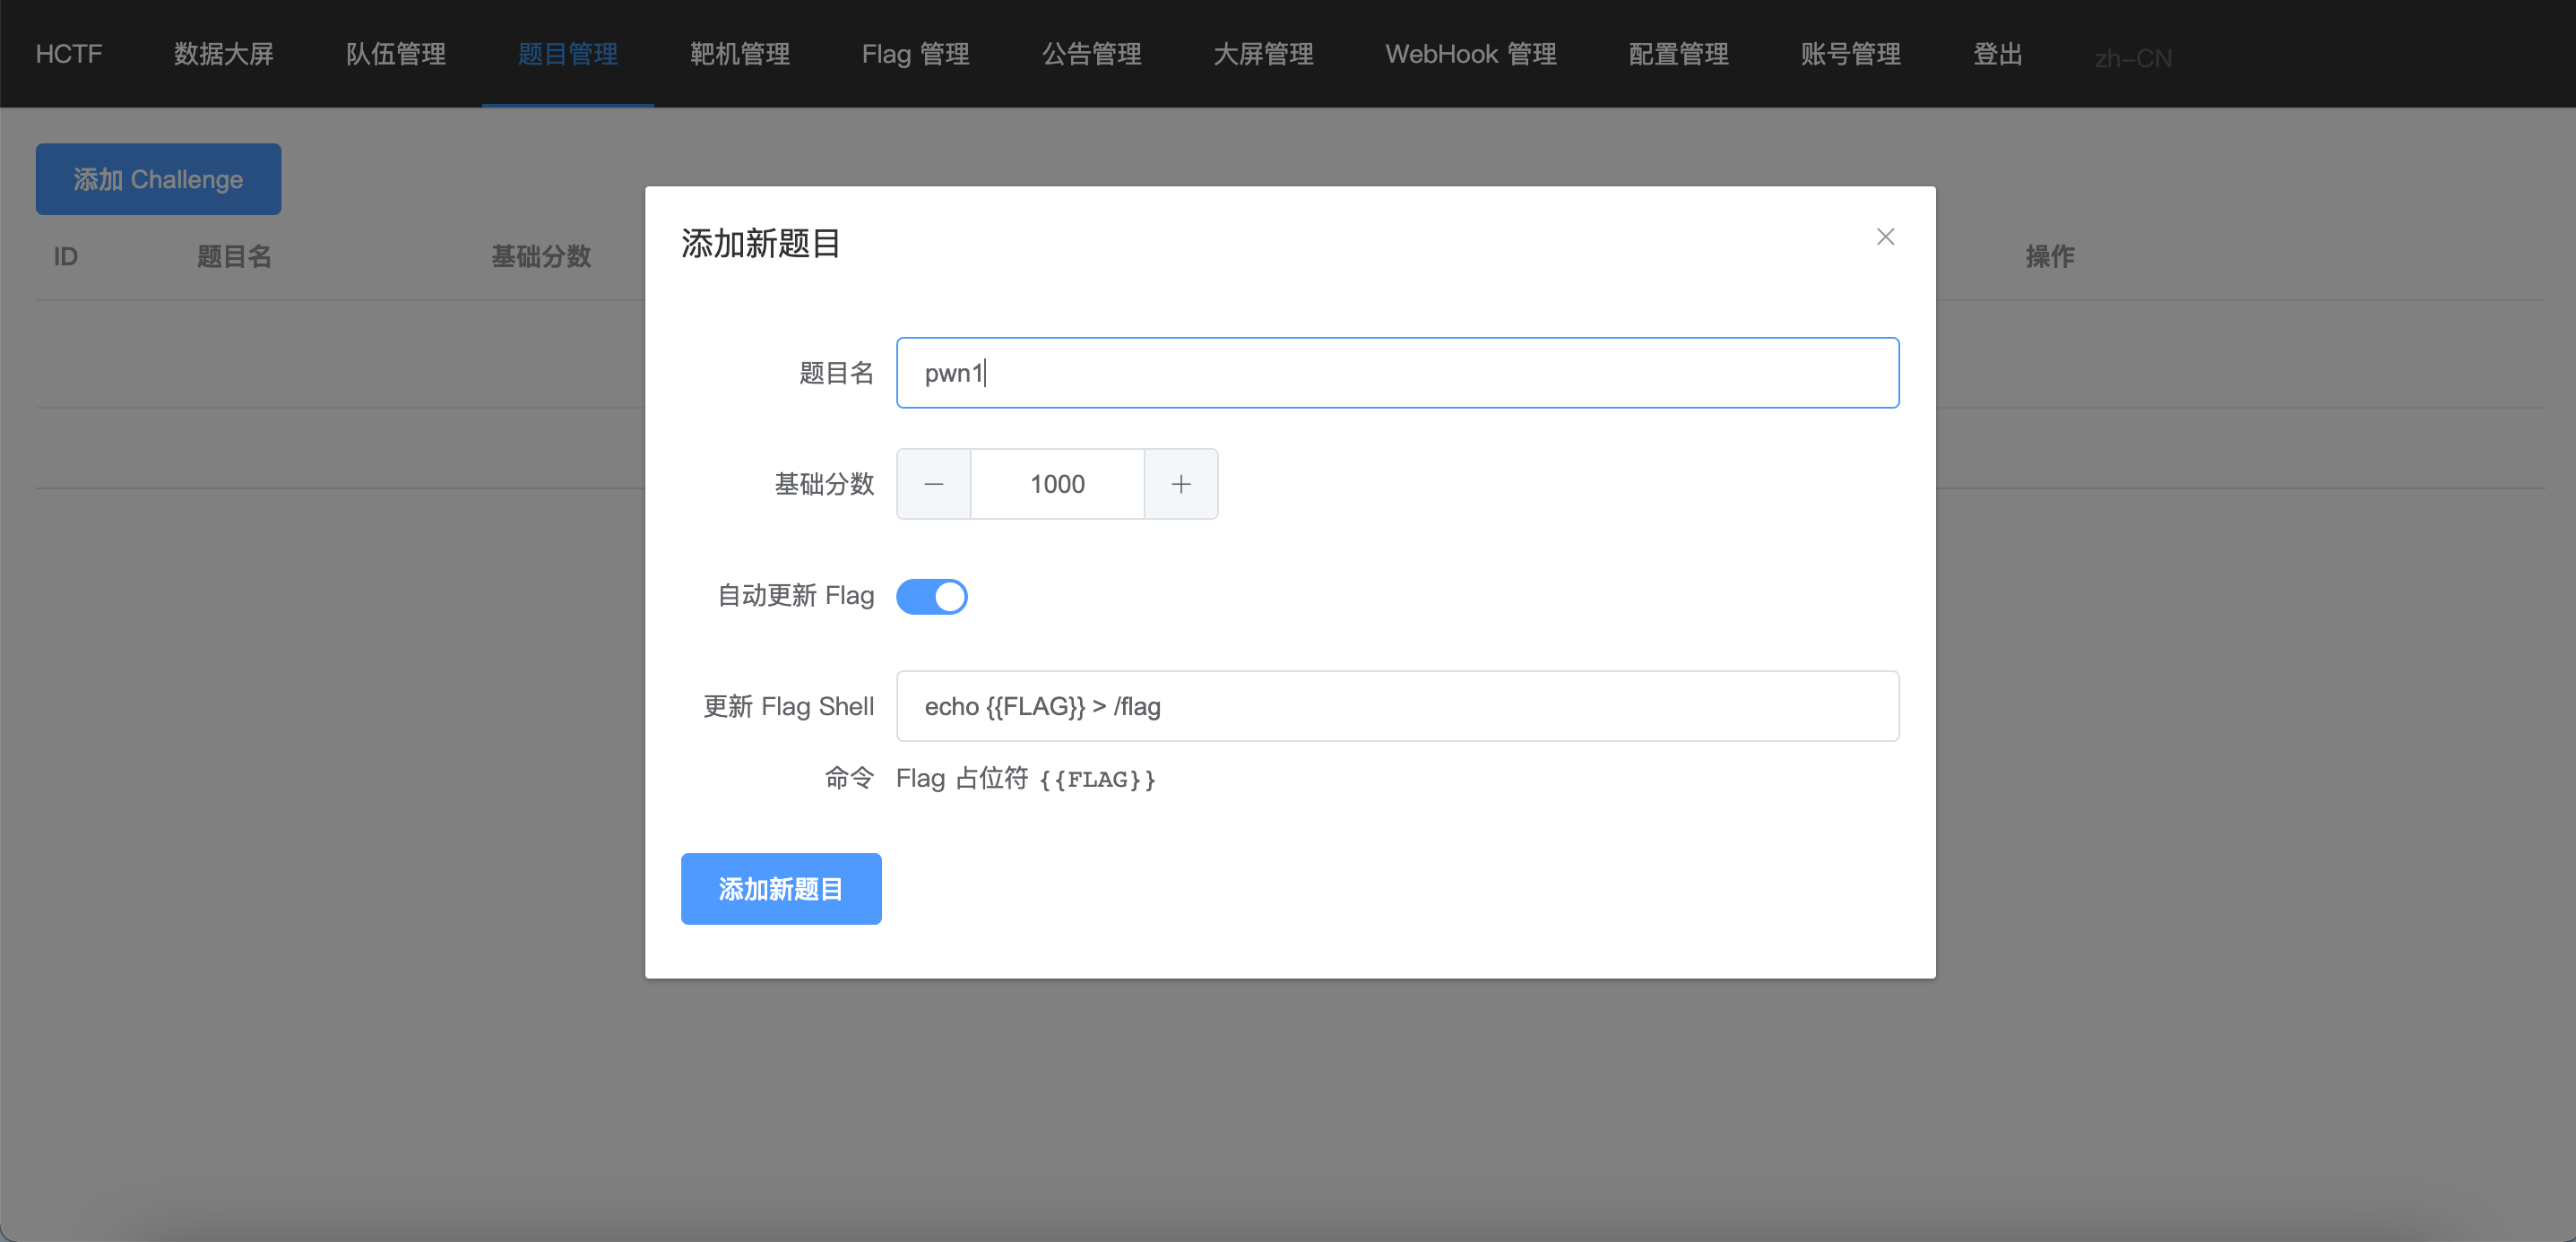 HCTF 数据大屏 队伍管理 题目管理 靶机管理 Flag 管理 公告管理 大屏管理 WebHook 管理 配置管理 账号管理 登出 zh-CN
添加 Challenge
ID 题目名 基础分数 操作
添加新题目
题目名 pwn1
基础分数 1000
自动更新 Flag
更新 Flag Shell echo {{FLAG}} > /flag
命令 Flag 占位符 {{FLAG}}
添加新题目